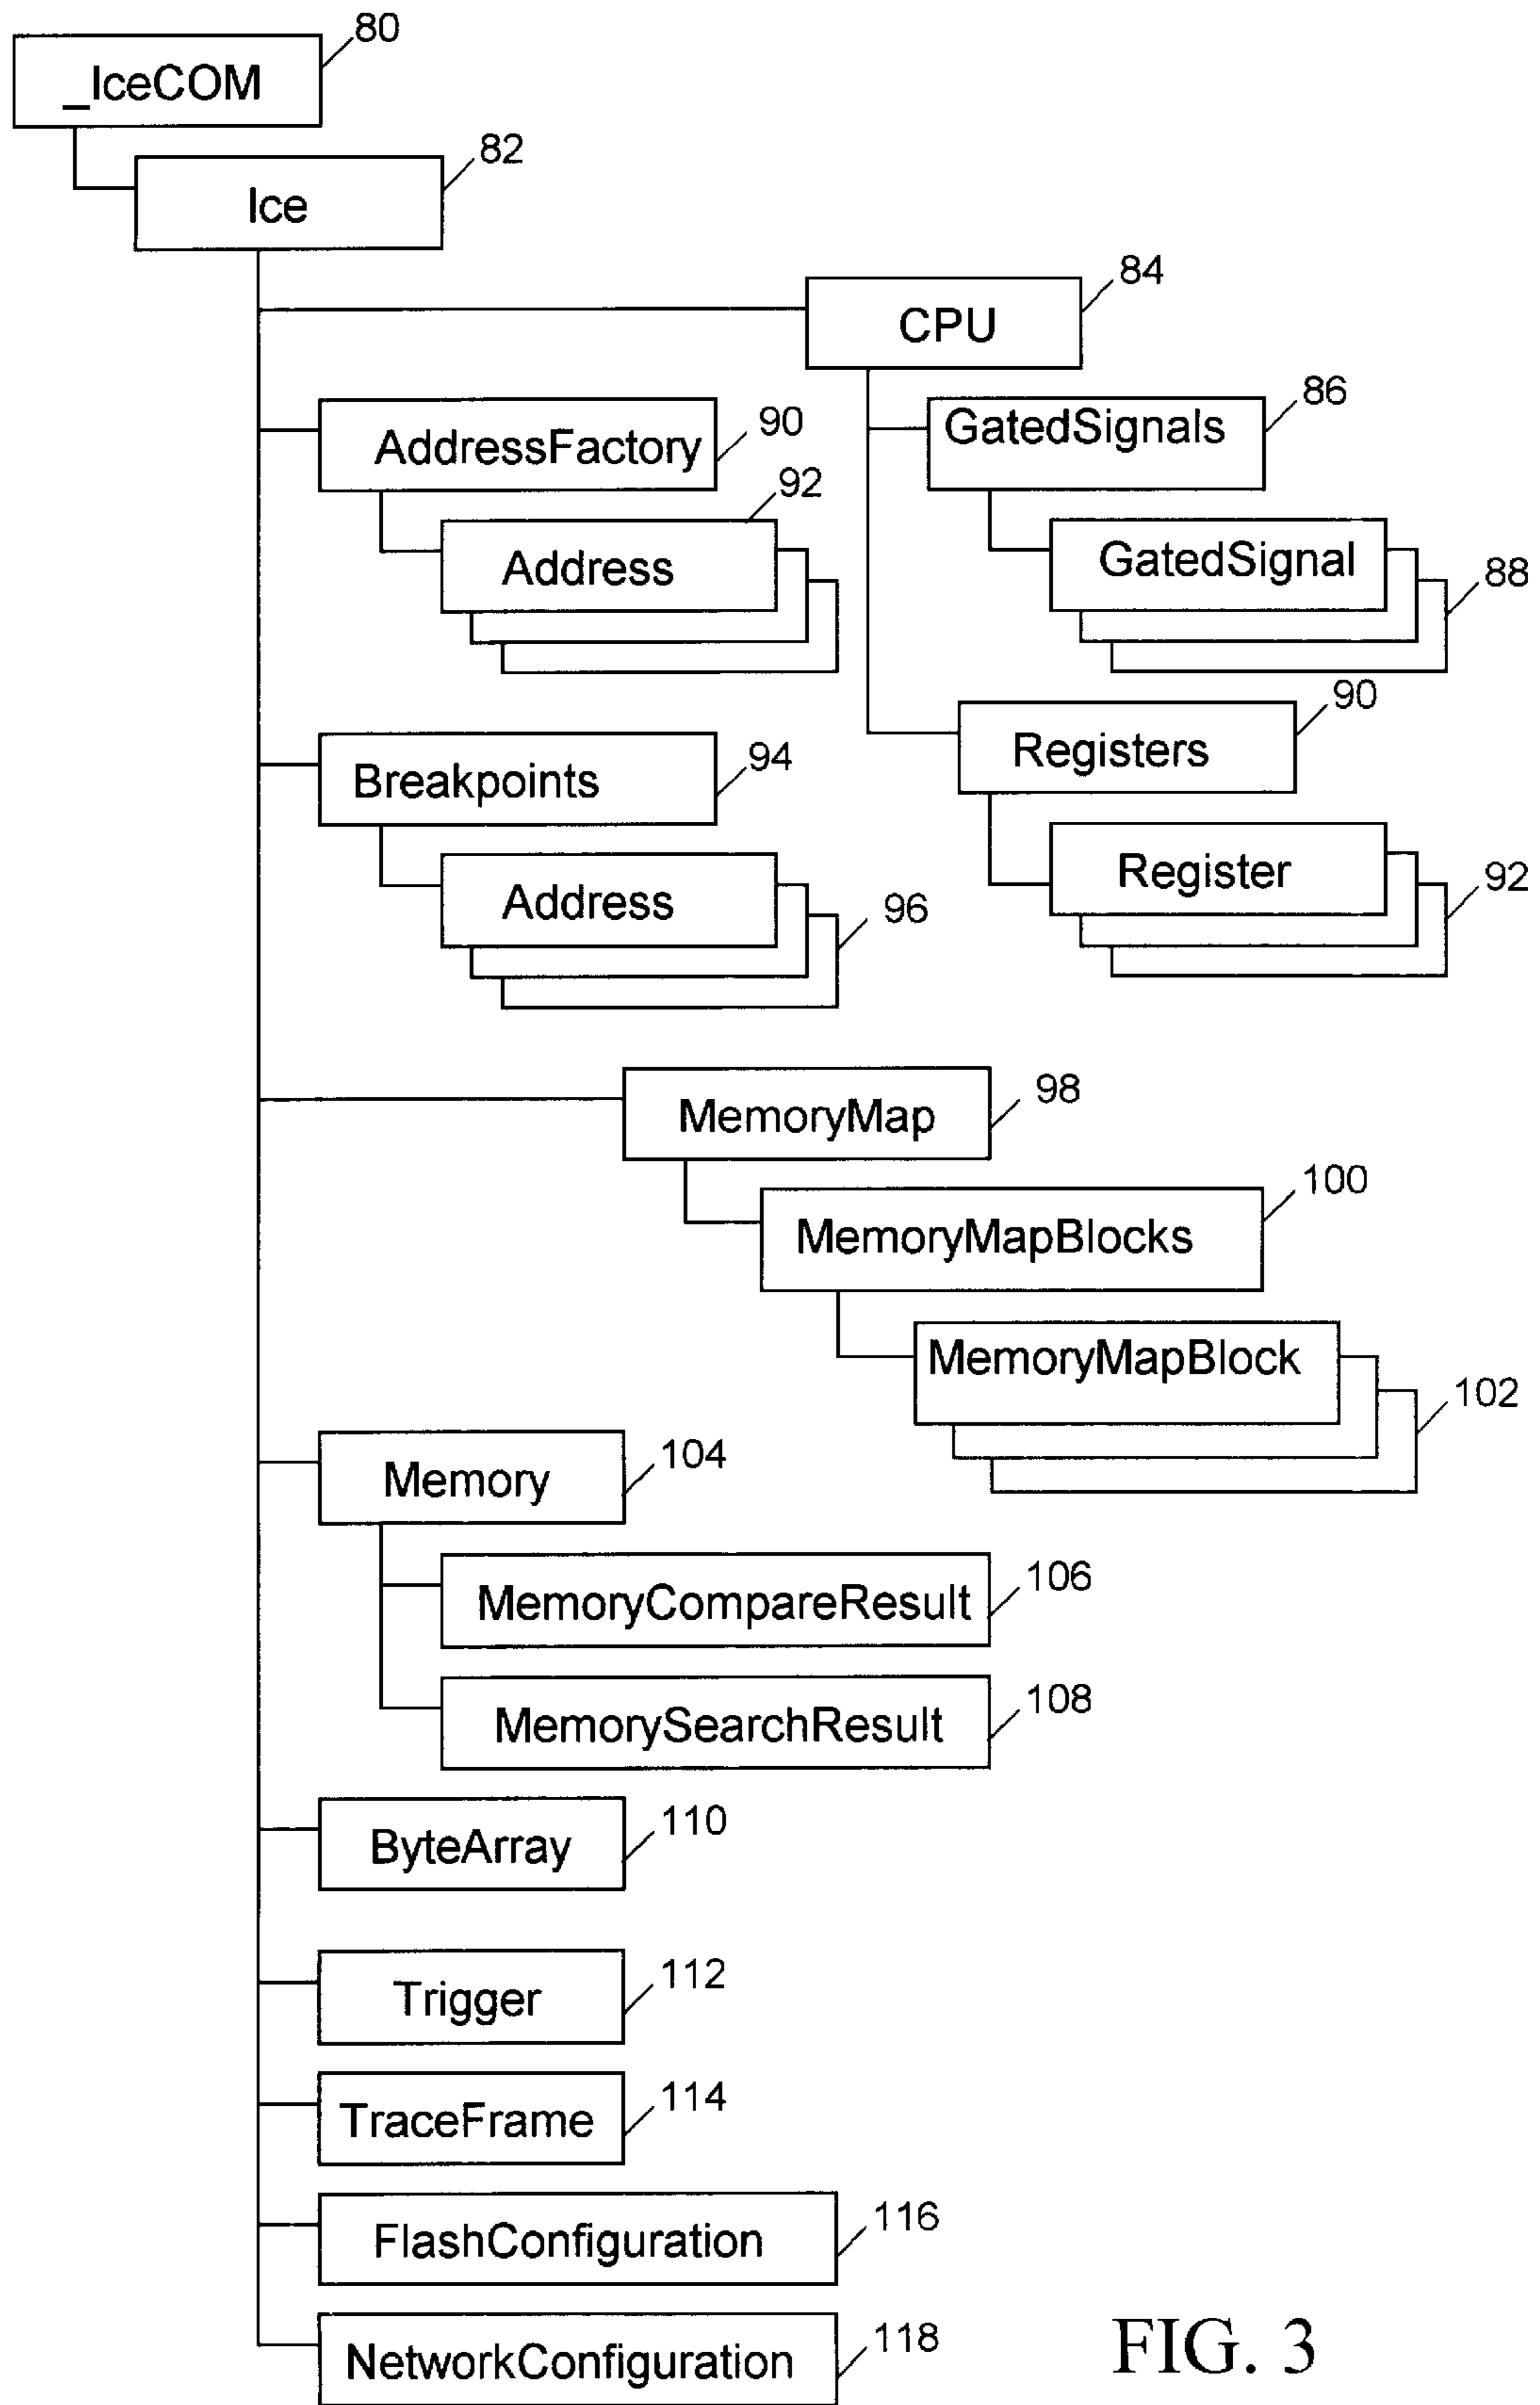 80
_IceCOM
82
Ice
84
CPU
86
GatedSignals
90
AddressFactory
92
Address
GatedSignal
88
90
Registers
94
Breakpoints
Register
92
Address
96
98
MemoryMap
100
MemoryMapBlocks
MemoryMapBlock
102
104
Memory
106
MemoryCompareResult
108
MemorySearchResult
110
ByteArray
112
Trigger
114
TraceFrame
116
FlashConfiguration
118
NetworkConfiguration
FIG. 3